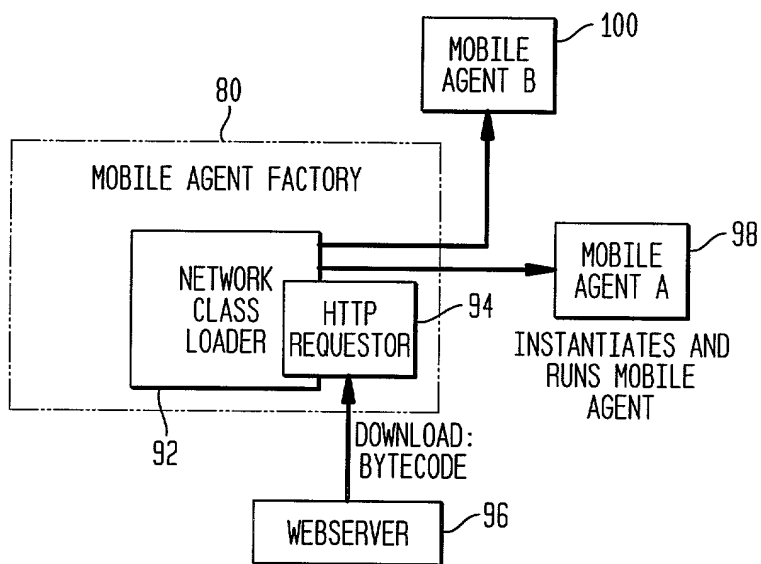 100
MOBILE
AGENT B
80
MOBILE AGENT FACTORY
98
MOBILE
AGENT A
NETWORK
CLASS
LOADER
94
HTTP
REQUESTOR
INSTANTIATES AND
RUNS MOBILE
AGENT
92
DOWNLOAD:
BYTECODE
WEBSERVER
96